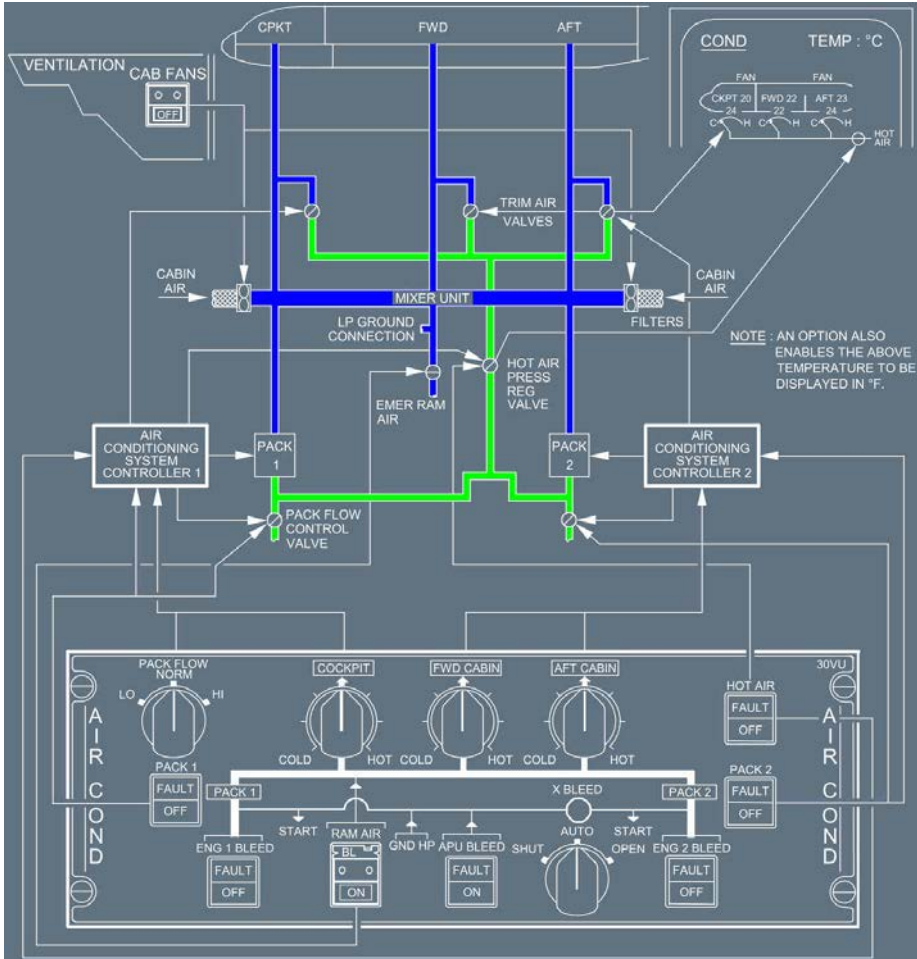 CPKT
FWD
AFT
VENTILATION
CAB FANS
OFF
COND
TEMP : °C
FAN
FAN
CKPT 20
FWD 22
AFT 23
24
22
24
C
H
C
H
C
H
HOT
AIR
TRIM AIR
VALVES
CABIN
AIR
MIXER UNIT
CABIN
AIR
FILTERS
LP GROUND
CONNECTION
NOTE : AN OPTION ALSO
ENABLES THE ABOVE
TEMPERATURE TO BE
DISPLAYED IN °F.
HOT AIR
PRESS
REG
VALVE
EMER RAM
AIR
AIR
CONDITIONING
SYSTEM
CONTROLLER 1
PACK
1
PACK
2
AIR
CONDITIONING
SYSTEM
CONTROLLER 2
PACK FLOW
CONTROL
VALVE
PACK FLOW
NORM
LO
HI
COCKPIT
FWD CABIN
AFT CABIN
30VU
HOT AIR
FAULT
OFF
COLD
HOT
COLD
HOT
COLD
HOT
AIR COND
AIR COND
PACK 1
FAULT
OFF
PACK 1
PACK 2
PACK 2
FAULT
OFF
X BLEED
START
RAM AIR
GND HP
APU BLEED
AUTO
START
SHUT
OPEN
ENG 1 BLEED
FAULT
OFF
BL
ON
FAULT
ON
ENG 2 BLEED
FAULT
OFF